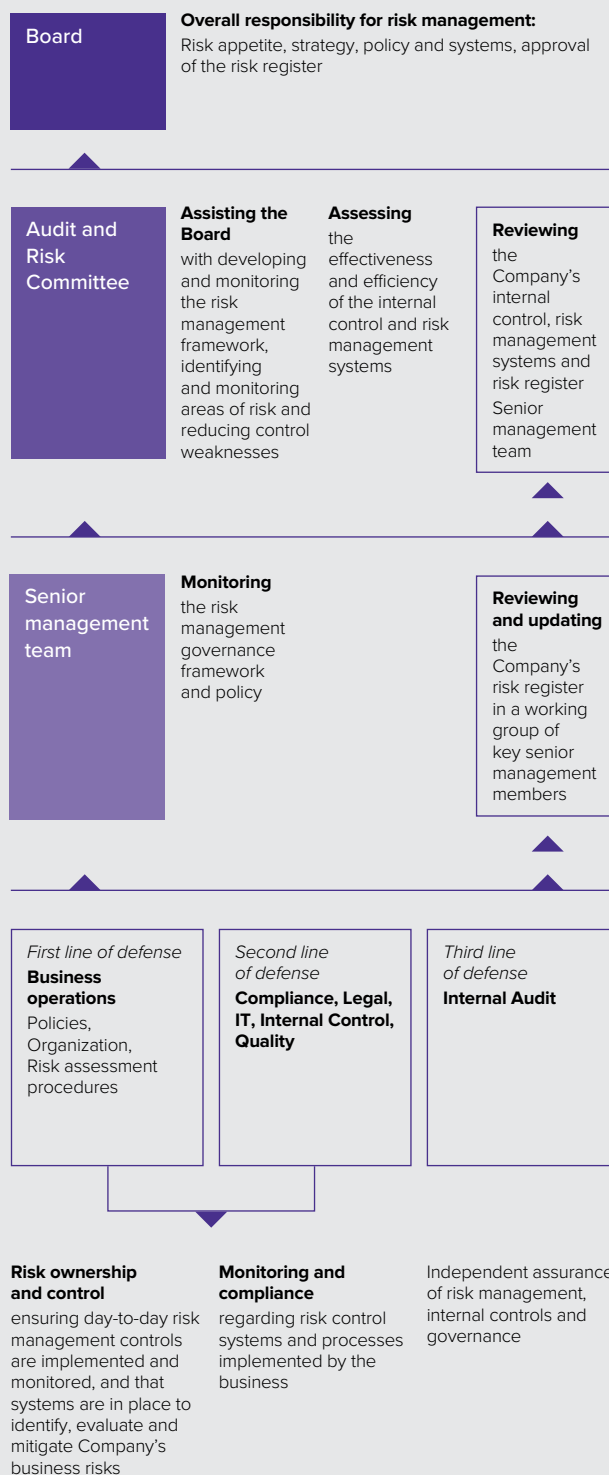 Board
Overall responsibility for risk management:
Risk appetite, strategy, policy and systems, approval
of the risk register
Audit and
Risk
Committee
Assisting the
Board
with developing
and monitoring
the risk
management
framework,
identifying
and monitoring
areas of risk and
reducing control
weaknesses
Assessing
the
effectiveness
and efficiency
of the internal
control and risk
management
systems
Reviewing
the
Company’s
internal
control, risk
management
systems and
risk register
Senior
management
team
Senior
management
team
Monitoring
the risk
management
governance
framework
and policy
Reviewing
and updating
the
Company’s
risk register
in a working
group of
key senior
management
members
First line of defense
Business
operations
Policies,
Organization,
Risk assessment
procedures
Second line
of defense
Compliance, Legal,
IT, Internal Control,
Quality
Third line
of defense
Internal Audit
Risk ownership
and control
ensuring day-to-day risk
management controls
are implemented and
monitored, and that
systems are in place to
identify, evaluate and
mitigate Company’s
business risks
Monitoring and
compliance
regarding risk control
systems and processes
implemented by the
business
Independent assurance
of risk management,
internal controls and
governance